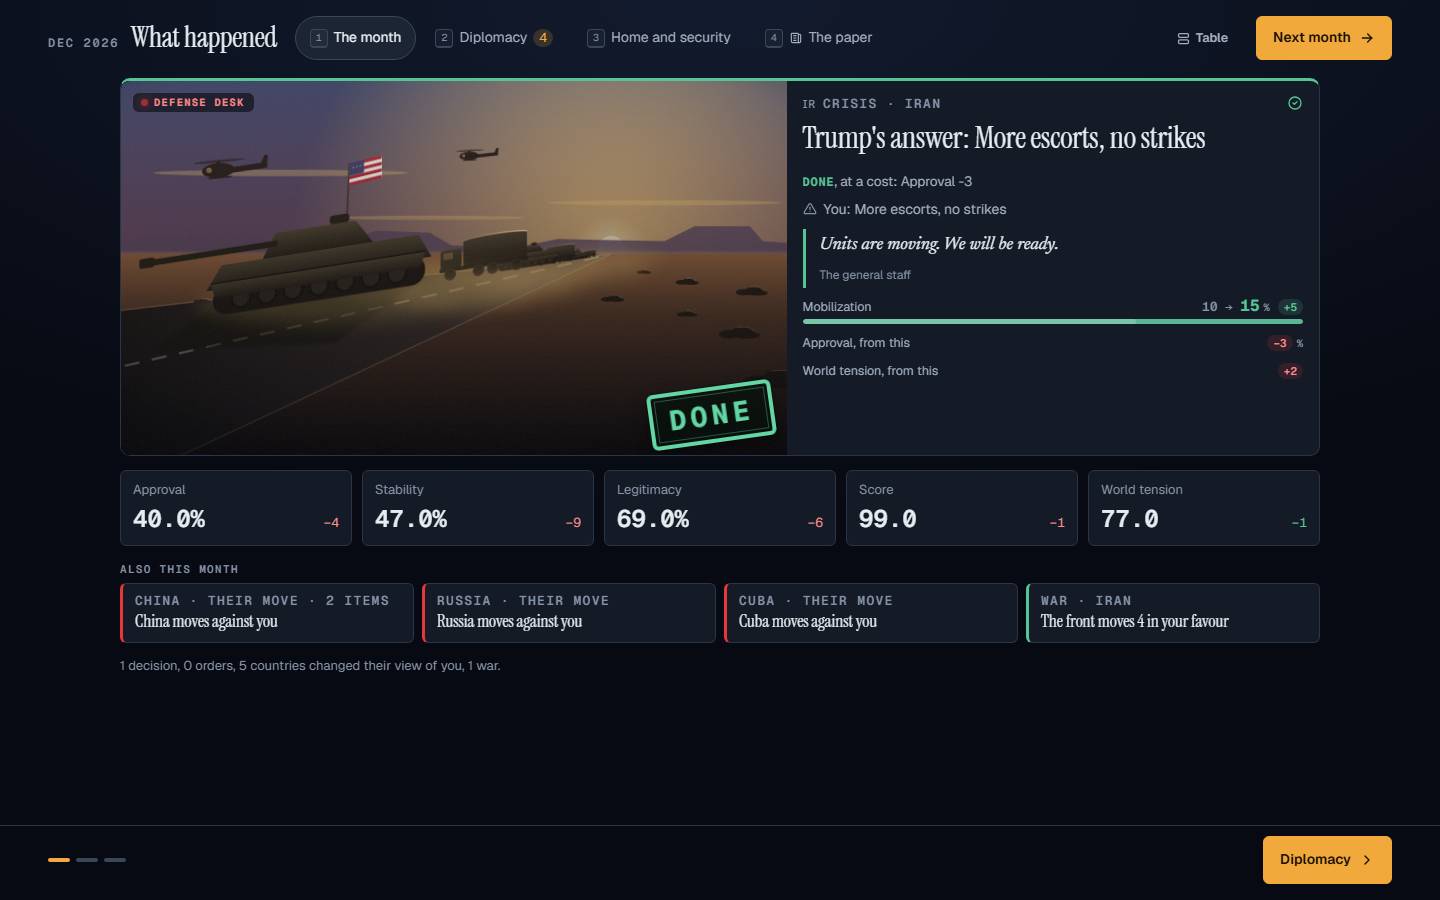 DEC 2026 What happened
1 The month
2 Diplomacy 4
3 Home and security
4 The paper
Table
Next month →
DEFENSE DESK
DONE
IR CRISIS · IRAN
Trump's answer: More escorts, no strikes
DONE, at a cost: Approval -3
You: More escorts, no strikes
Units are moving. We will be ready.
The general staff
Mobilization 10 → 15 % +5
Approval, from this −3 %
World tension, from this +2
Approval
40.0% −4
Stability
47.0% −9
Legitimacy
69.0% −6
Score
99.0 −1
World tension
77.0 −1
ALSO THIS MONTH
CHINA · THEIR MOVE · 2 ITEMS
China moves against you
RUSSIA · THEIR MOVE
Russia moves against you
CUBA · THEIR MOVE
Cuba moves against you
WAR · IRAN
The front moves 4 in your favour
1 decision, 0 orders, 5 countries changed their view of you, 1 war.
Diplomacy